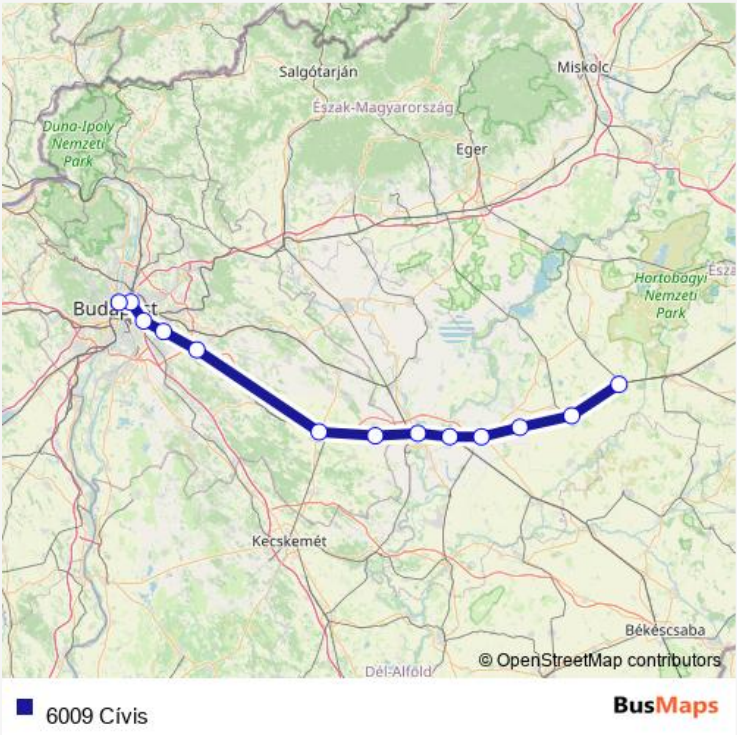 Salgótarján
Miskolc
Észak-Magyarország
Duna-Ipoly
Nemzeti
Park
Eger
Hortobágyi
Nemzeti
Park
Észa
Budapest
Kecskemét
Békéscsaba
© OpenStreetMap contributors
Dél-Alföld
6009 Cívis
BusMaps